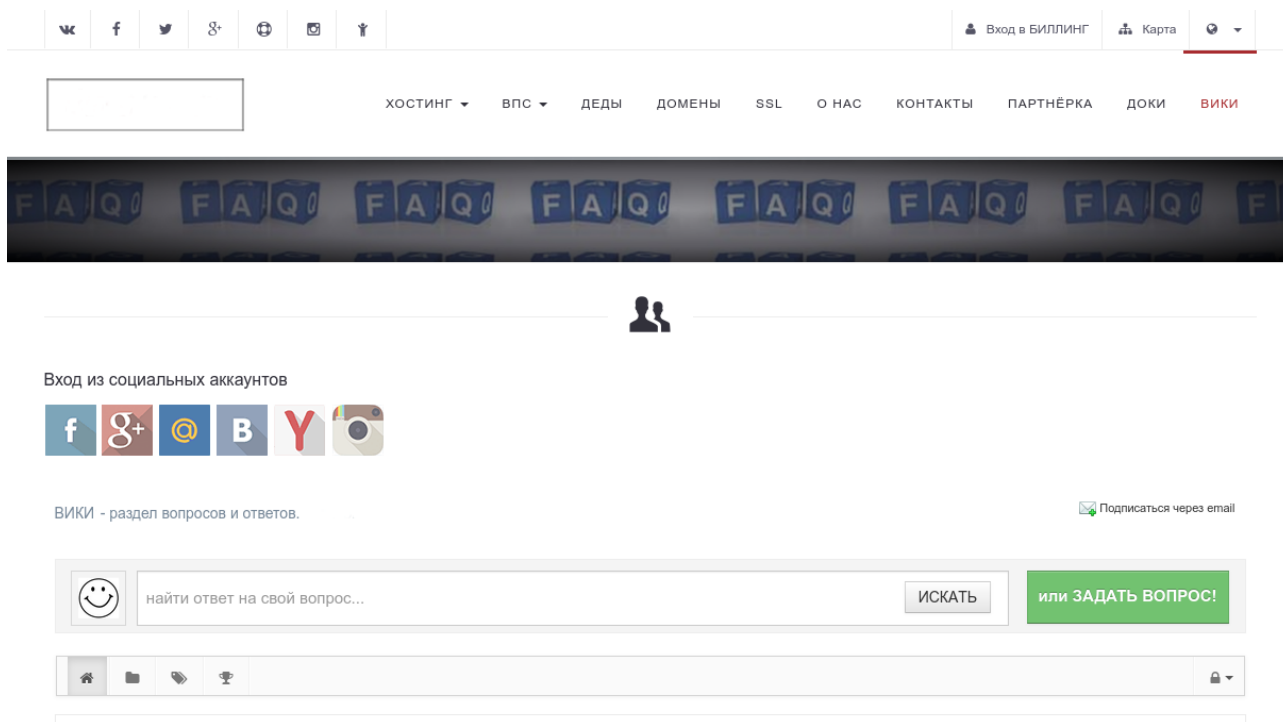 Вход в БИЛЛИНГ Карта
ХОСТИНГ ВПС ДЕДЫ ДОМЕНЫ SSL О НАС КОНТАКТЫ ПАРТНЁРКА ДОКИ ВИКИ
FAQ FAQ FAQ FAQ FAQ FAQ FAQ F
Вход из социальных аккаунтов
f g+ @ B Y
ВИКИ - раздел вопросов и ответов.
Подписаться через email
найти ответ на свой вопрос... ИСКАТЬ или ЗАДАТЬ ВОПРОС!